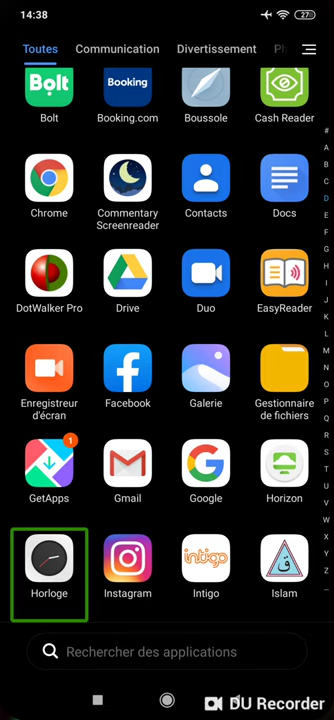 14:38
27
Toutes Communication Divertissement
Bolt
Booking
Bolt Booking.com Boussole Cash Reader
Chrome Commentary Screenreader Contacts Docs
DotWalker Pro Drive Duo EasyReader
Enregistreur d'écran Facebook Galerie Gestionnaire de fichiers
1
GetApps Gmail Google Horizon
intigo
ق
Horloge Instagram Intigo Islam
Rechercher des applications
#
A
B
C
D
E
F
G
H
I
J
K
L
M
N
O
P
Q
R
S
T
U
V
W
X
Y
Z
DU Recorder